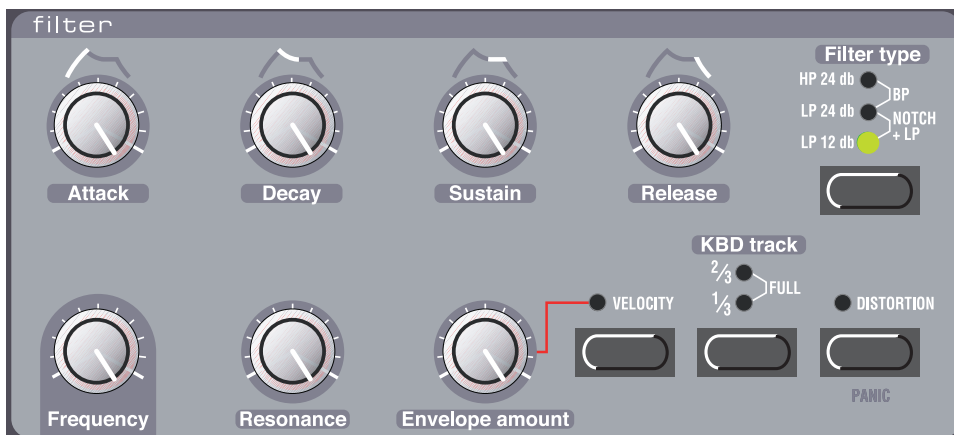 filter
Filter type
HP 24 db
BP
LP 24 db
NOTCH
+ LP
LP 12 db
Attack
Decay
Sustain
Release
KBD track
2/3
FULL
1/3
VELOCITY
DISTORTION
PANIC
Frequency
Resonance
Envelope amount